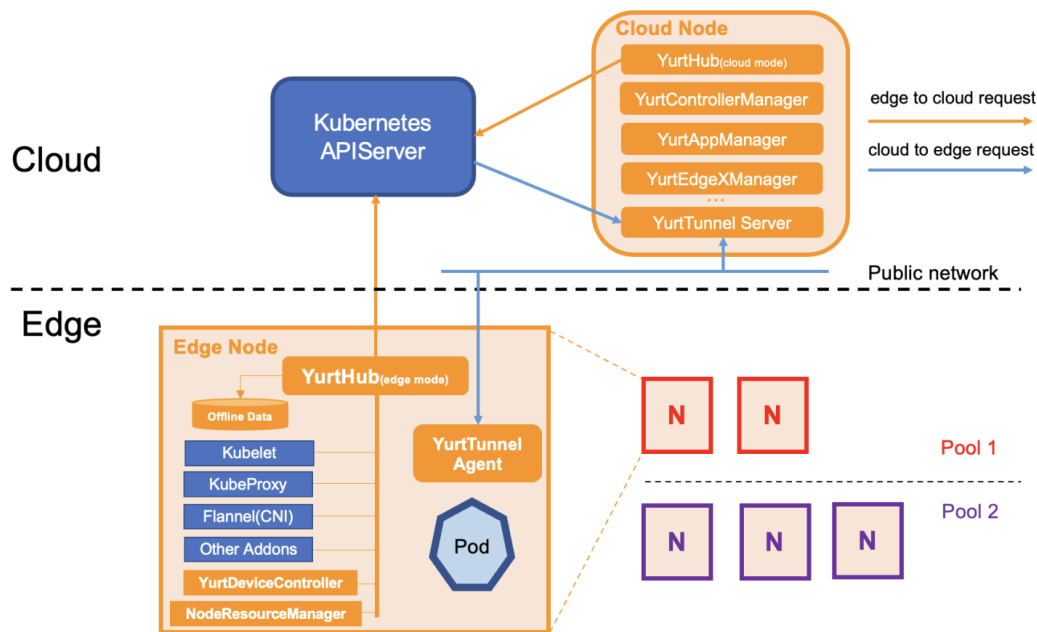 Cloud Node
YurtHub(cloud mode)
Kubernetes
APIServer
YurtControllerManager
edge to cloud request
Cloud
YurtAppManager
cloud to edge request
YurtEdgeXManager
...
YurtTunnel Server
Public network
Edge
Edge Node
YurtHub(edge mode)
Offline Data
Kubelet
KubeProxy
Flannel(CNI)
Other Addons
YurtDeviceController
NodeResourceManager
YurtTunnel
Agent
Pod
N
N
Pool 1
Pool 2
N
N
N